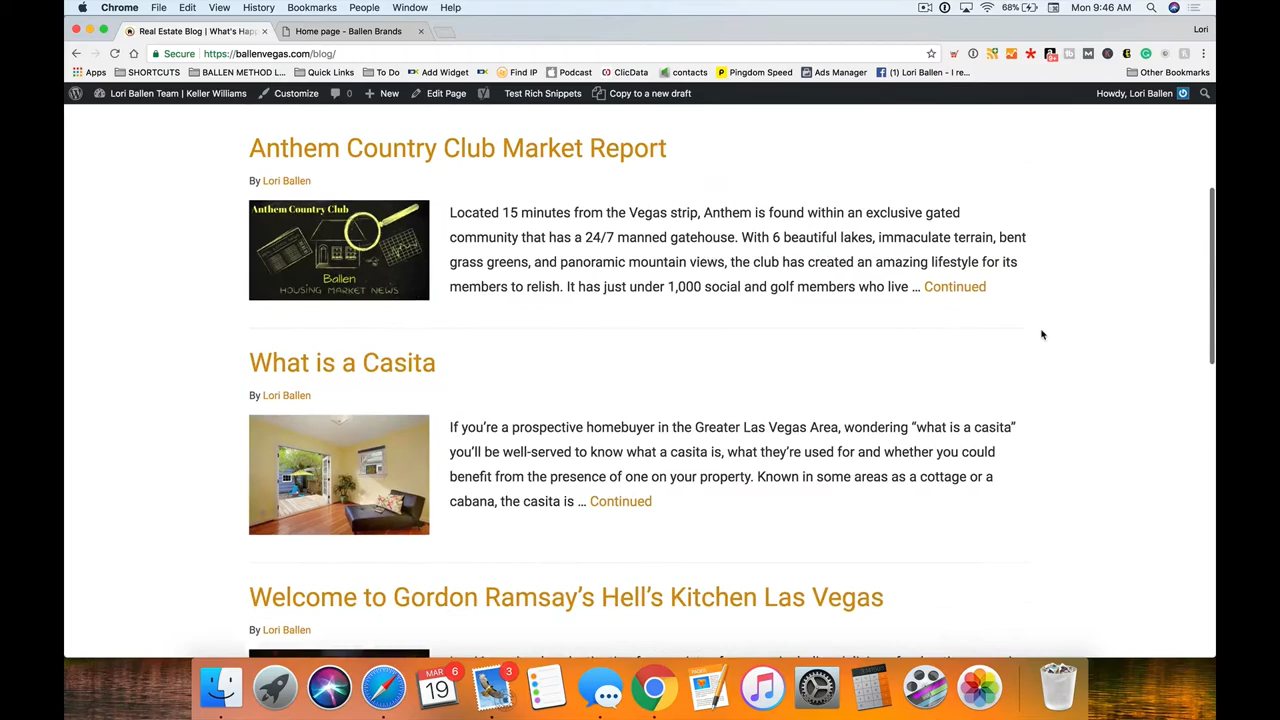 Chrome File Edit View History Bookmarks People Window Help 68% Mon 9:46 AM
Real Estate Blog | What's Hap Home page - Ballen Brands Lori
Secure https://ballenvegas.com/blog/
Apps SHORTCUTS BALLEN METHOD L... Quick Links To Do Add Widget Find IP Podcast ClicData contacts Pingdom Speed Ads Manager (1) Lori Ballen - I re... Other Bookmarks
Lori Ballen Team | Keller Williams Customize 0 New Edit Page Test Rich Snippets Copy to a new draft Howdy, Lori Ballen
Anthem Country Club Market Report
By Lori Ballen
Anthem Country Club
Ballen
HOUSING MARKET NEWS
Located 15 minutes from the Vegas strip, Anthem is found within an exclusive gated
community that has a 24/7 manned gatehouse. With 6 beautiful lakes, immaculate terrain, bent
grass greens, and panoramic mountain views, the club has created an amazing lifestyle for its
members to relish. It has just under 1,000 social and golf members who live ... Continued
What is a Casita
By Lori Ballen
If you're a prospective homebuyer in the Greater Las Vegas Area, wondering “what is a casita”
you'll be well-served to know what a casita is, what they're used for and whether you could
benefit from the presence of one on your property. Known in some areas as a cottage or a
cabana, the casita is ... Continued
Welcome to Gordon Ramsay's Hell's Kitchen Las Vegas
By Lori Ballen
MAR 6 3
19